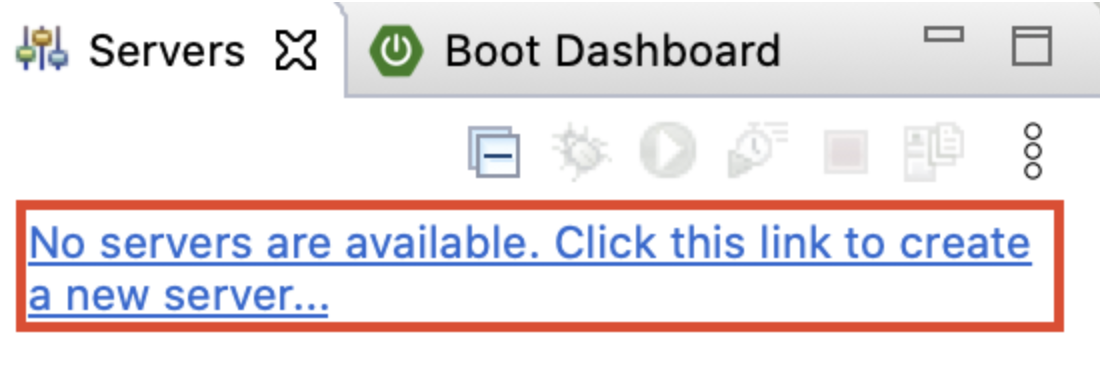 Servers
Boot Dashboard
No servers are available. Click this link to create
a new server...